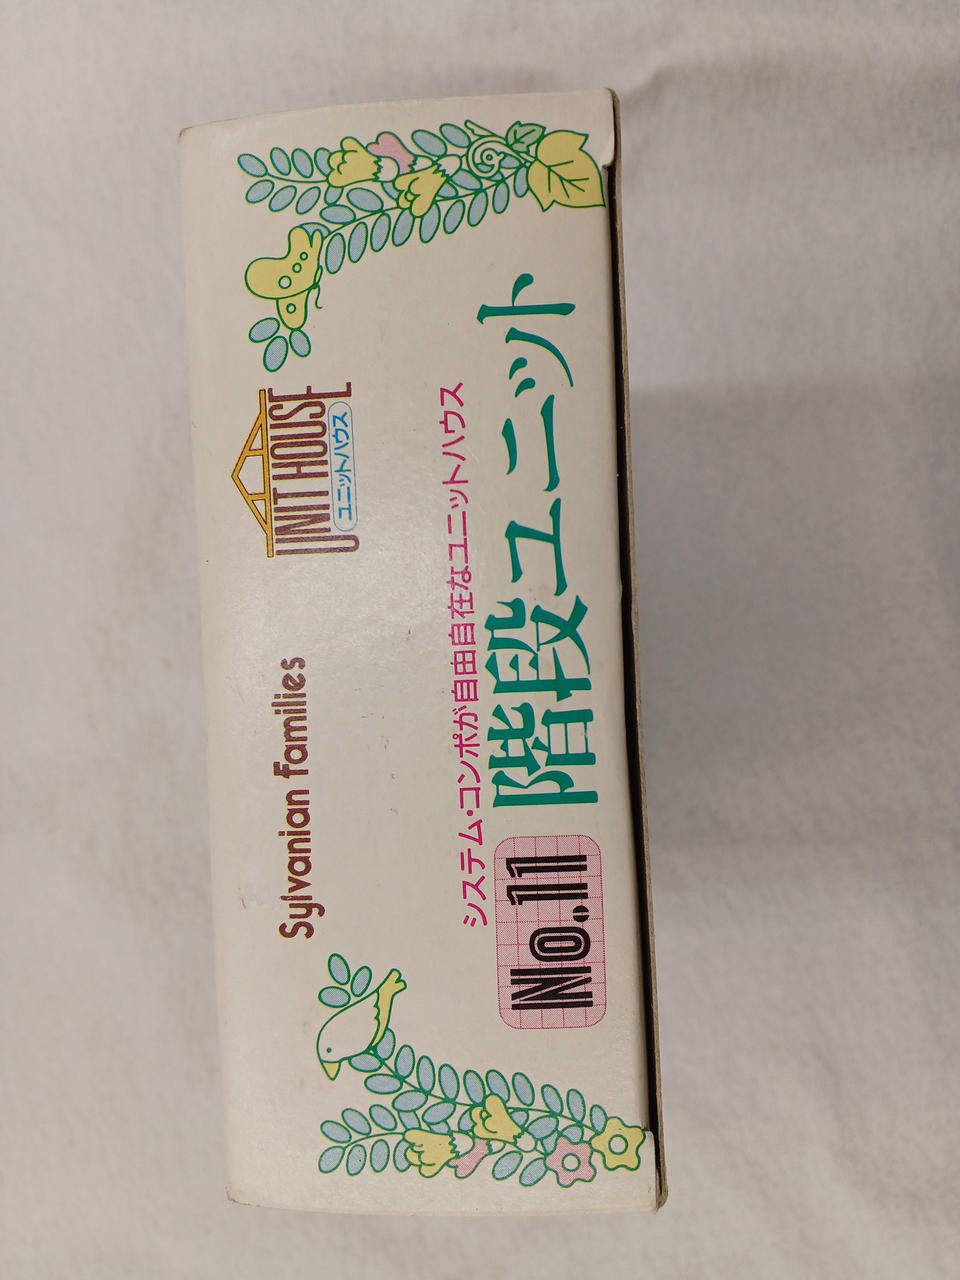 Sylvanian Families
UNIT HOUSE
ユニットハウス
システム・コンポが自由自在なユニットハウス
No.11 階段ユニット